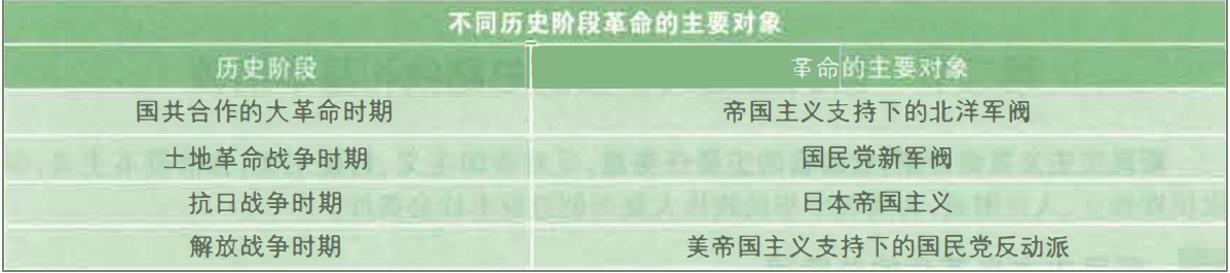 不同历史阶段革命的主要对象
历史阶段 革命的主要对象
国共合作的大革命时期 帝国主义支持下的北洋军阀
土地革命战争时期 国民党新军阀
抗日战争时期 日本帝国主义
解放战争时期 美帝国主义支持下的国民党反动派